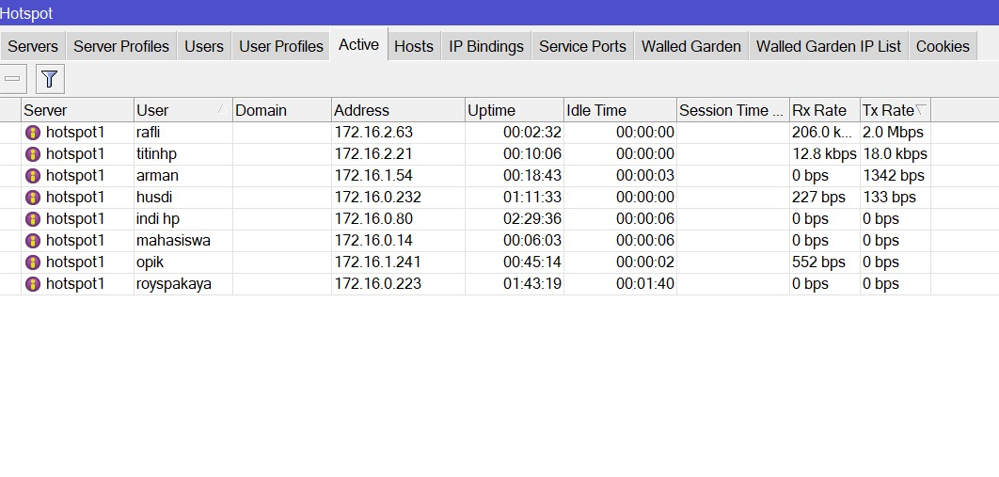 Hotspot
Servers Server Profiles Users User Profiles Active Hosts IP Bindings Service Ports Walled Garden Walled Garden IP List Cookies
Server User Domain Address Uptime Idle Time Session Time ... Rx Rate Tx Rate
hotspot1 rafli 172.16.2.63 00:02:32 00:00:00 206.0 k... 2.0 Mbps
hotspot1 titinhp 172.16.2.21 00:10:06 00:00:00 12.8 kbps 18.0 kbps
hotspot1 arman 172.16.1.54 00:18:43 00:00:03 0 bps 1342 bps
hotspot1 husdi 172.16.0.232 01:11:33 00:00:00 227 bps 133 bps
hotspot1 indi hp 172.16.0.80 02:29:36 00:00:06 0 bps 0 bps
hotspot1 mahasiswa 172.16.0.14 00:06:03 00:00:06 0 bps 0 bps
hotspot1 opik 172.16.1.241 00:45:14 00:00:02 552 bps 0 bps
hotspot1 royspakaya 172.16.0.223 01:43:19 00:01:40 0 bps 0 bps